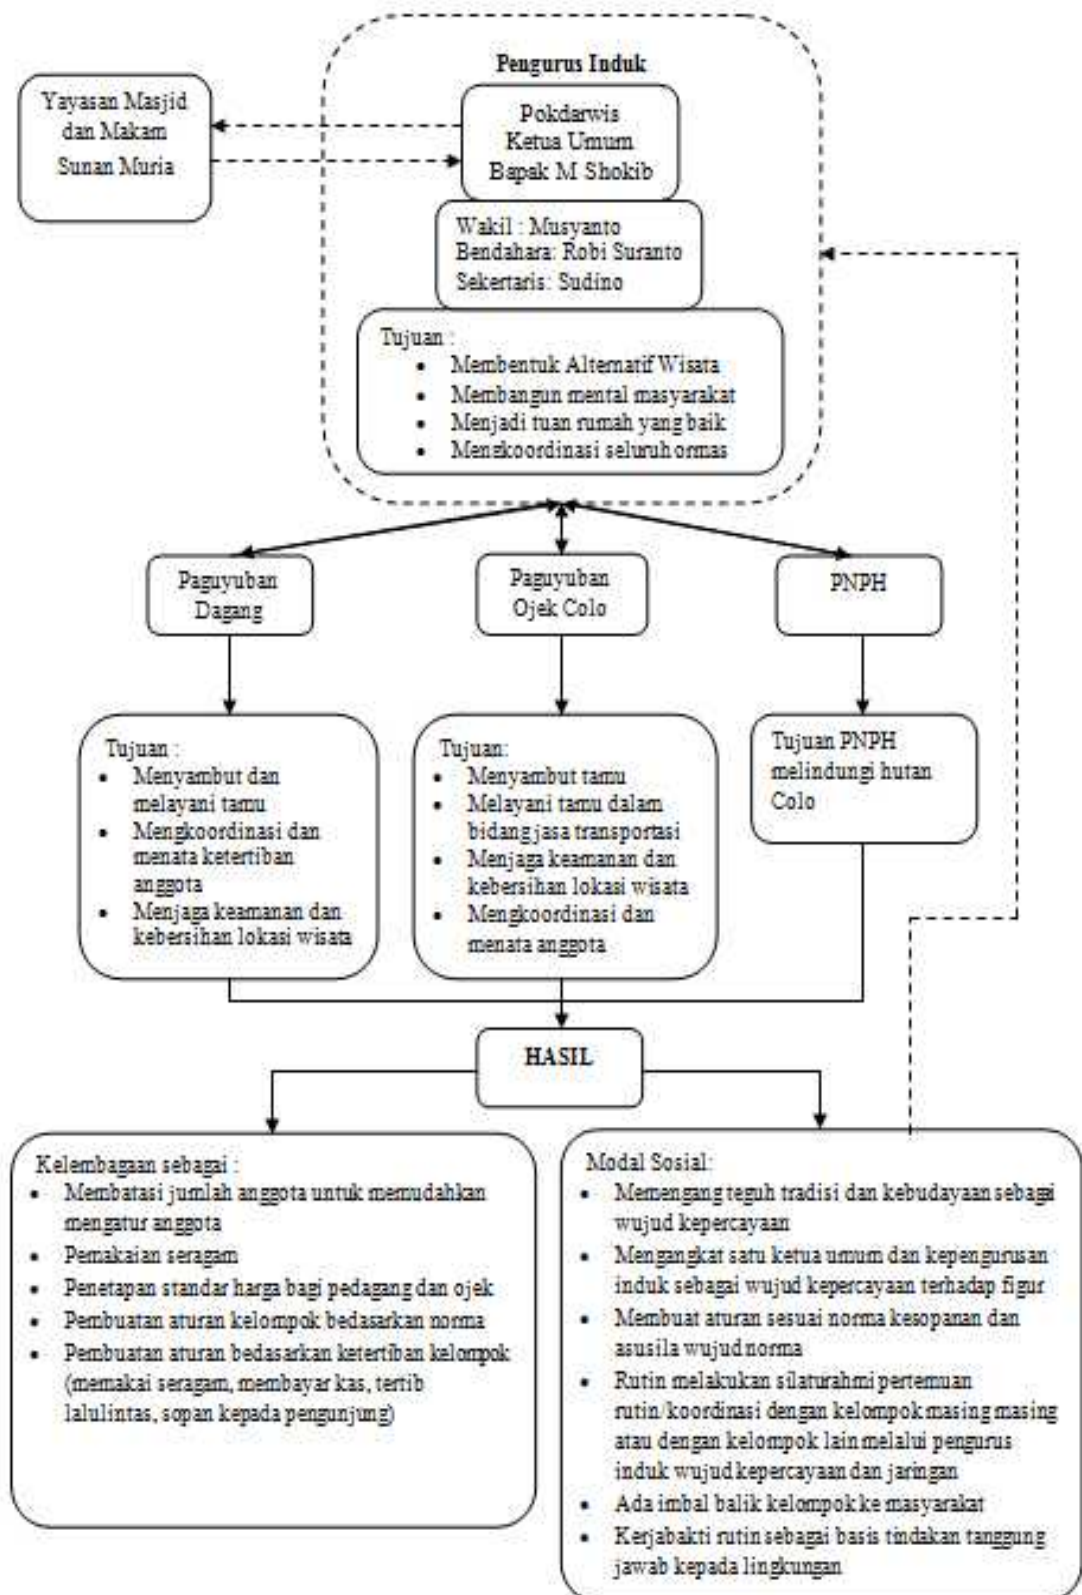 Pengurus Induk
Yayasan Masjid
dan Makam
Sunan Muria
Pokdarwis
Ketua Umum
Bapak M Shokib
Wakil : Musyanto
Bendahara: Robi Suranto
Sekertaris: Sudino
Tujuan :
• Membentuk Alternatif Wisata
• Membangun mental masyarakat
• Menjadi tuan rumah yang baik
• Mengkoordinasi seluruh ormas
Paguyuban
Dagang
Paguyuban
Ojek Colo
PNPH
Tujuan :
• Menyambut dan
melayani tamu
• Mengkoordinasi dan
menata ketertiban
anggota
• Menjaga keamanan dan
kebersihan lokasi wisata
Tujuan:
• Menyambut tamu
• Melayani tamu dalam
bidang jasa transportasi
• Menjaga keamanan dan
kebersihan lokasi wisata
• Mengkoordinasi dan
menata anggota
Tujuan PNPH
melindungi hutan
Colo
HASIL
Kelembagaan sebagai :
• Membatasi jumlah anggota untuk memudahkan
mengatur anggota
• Pemakaian seragam
• Penetapan standar harga bagi pedagang dan ojek
• Pembuatan aturan kelompok bedasarkan norma
• Pembuatan aturan bedasarkan ketertiban kelompok
(memakai seragam, membayar kas, tertib
lalulintas, sopan kepada pengunjung)
Modal Sosial:
• Memengang teguh tradisi dan kebudayaan sebagai
wujud kepercayaan
• Mengangkat satu ketua umum dan kepengurusan
induk sebagai wujud kepercayaan terhadap figur
• Membuat aturan sesuai norma kesopanan dan
asusila wujud norma
• Rutin melakukan silaturahmi pertemuan
rutin/koordinasi dengan kelompok masing masing
atau dengan kelompok lain melalui pengurus
induk wujud kepercayaan dan jaringan
• Ada imbal balik kelompok ke masyarakat
• Kerjabakti rutin sebagai basis tindakan tanggung
jawab kepada lingkungan